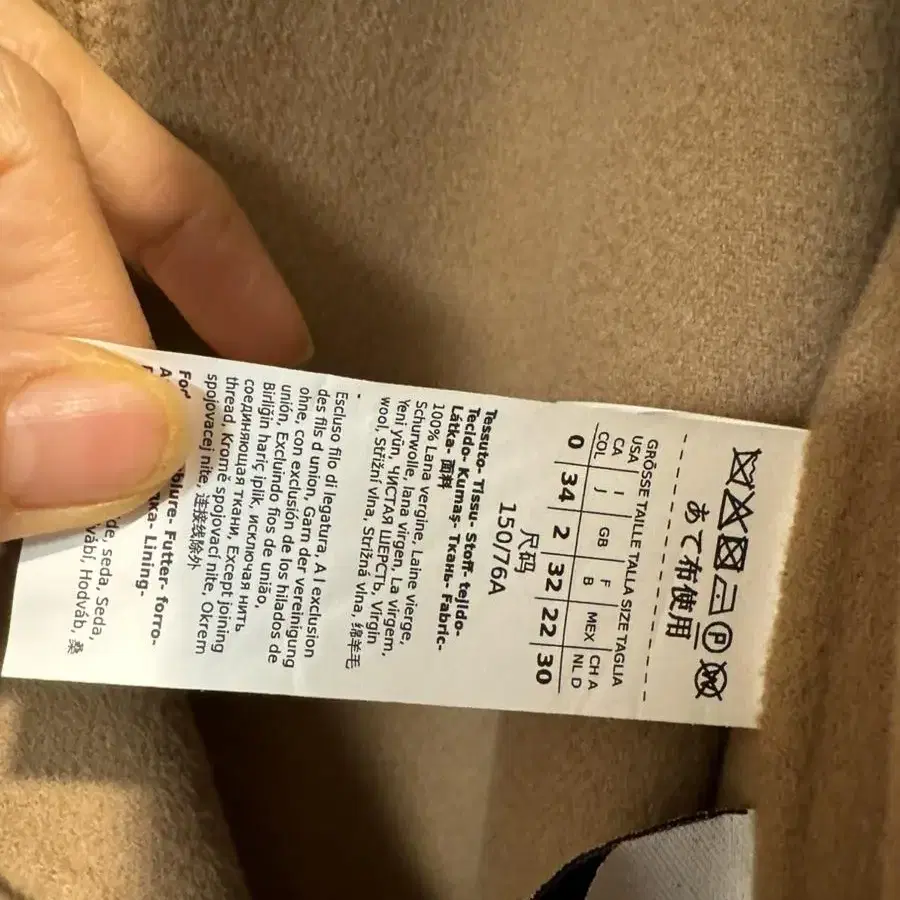 あて布使用
GRÖSSE TAILLE TALLA SIZE TAGLIA
USA CA COL
I J
GB
F B
MEX
CH A NL D
0 34 2 32 22 30
尺码
150/76A
Tessuto- Tissu- Stoff- tejido-
Tecido- Kumaş- Ткань- Fabric-
Látka- 面料
100% Lana vergine, Laine vierge,
Schurwolle, lana virgen, La virgem,
Yeni yün, ЧИСТАЯ ШЕРСТЬ, Virgin
wool, Střižní vlna, Strižná vlna, 绵羊毛
Escluso filo di legatura, A l exclusion
des fils d union, Garn der vereinigung
ohne, con exclusión de los hilados de
unión, Excluindo fios de união,
Birliğin hariç iplik, исключая нить
соединяющая ткани, Except joining
thread, Kromě spojovací nite, Okrem
spojovacej nite, 连接线除外
Futter- forro-
Lining-
seda, Seda,
Hodváb, 桑